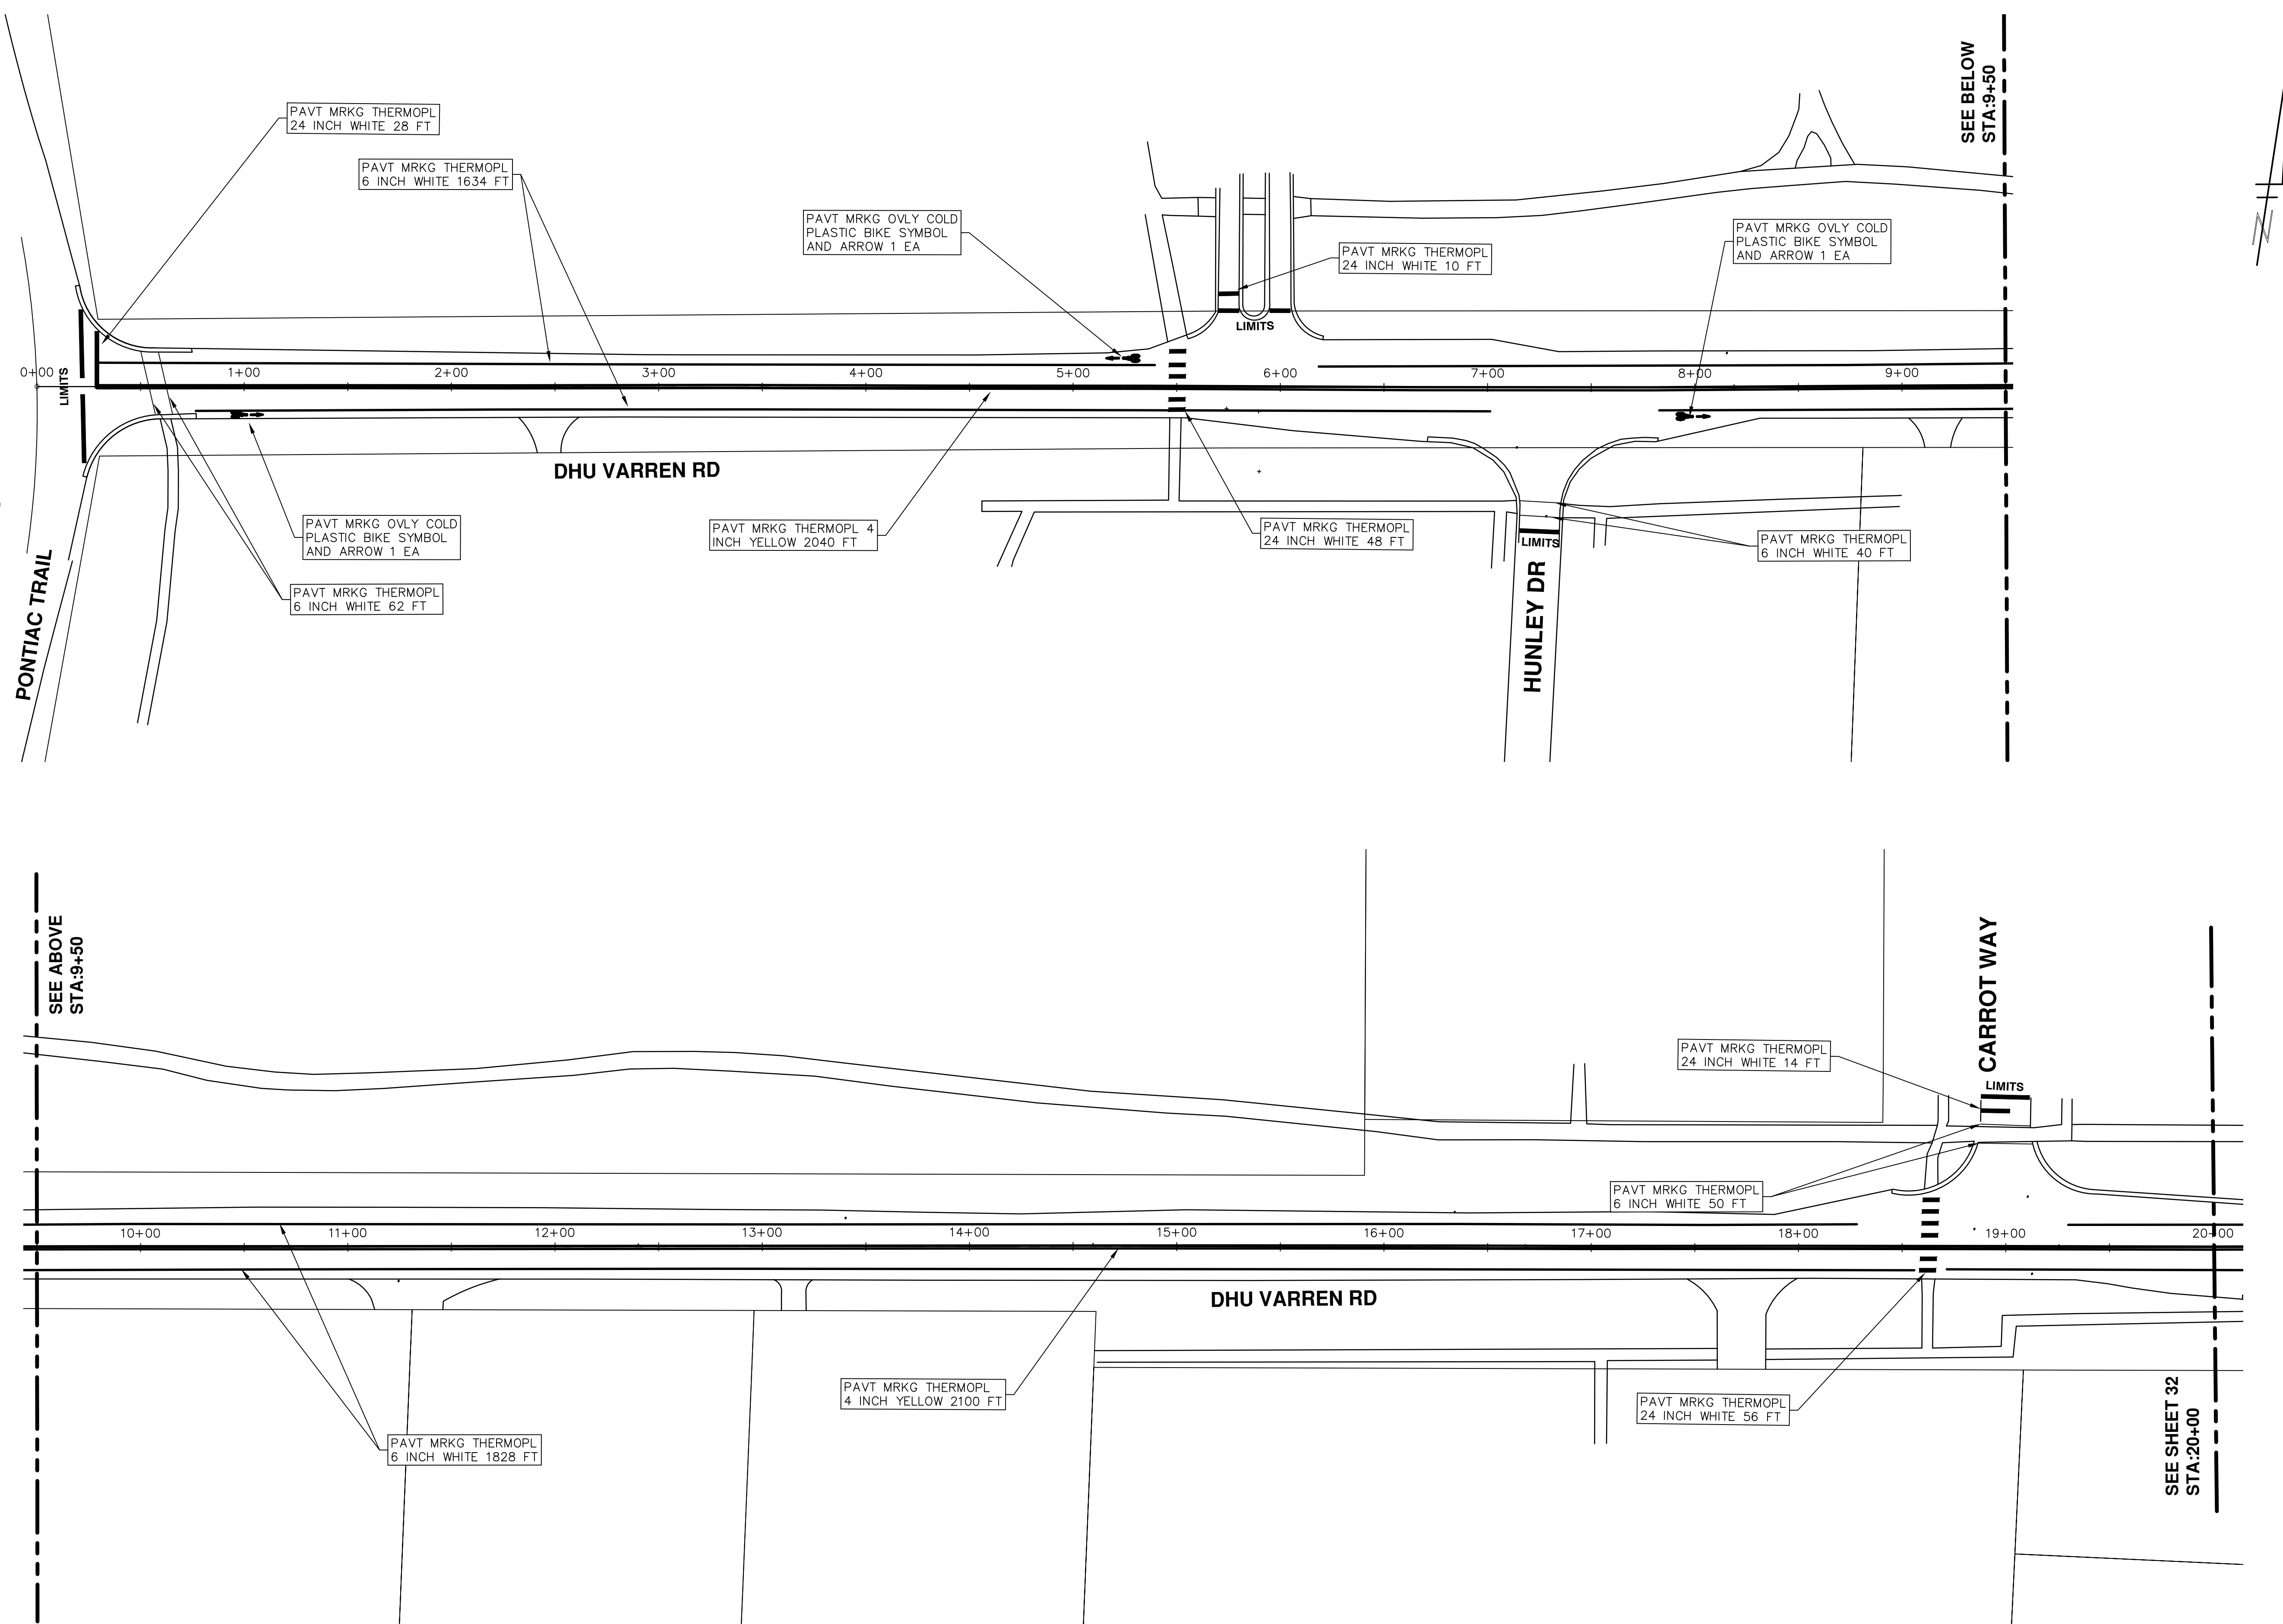 PAVT MRKG THERMOPL
24 INCH WHITE 28 FT
PAVT MRKG THERMOPL
6 INCH WHITE 1634 FT
PAVT MRKG OVLY COLD
PLASTIC BIKE SYMBOL
AND ARROW 1 EA
PAVT MRKG THERMOPL
24 INCH WHITE 10 FT
PAVT MRKG OVLY COLD
PLASTIC BIKE SYMBOL
AND ARROW 1 EA
SEE BELOW
STA:9+50
N
LIMITS
0+00
LIMITS
1+00
2+00
3+00
4+00
5+00
6+00
7+00
8+00
9+00
DHU VARREN RD
PAVT MRKG OVLY COLD
PLASTIC BIKE SYMBOL
AND ARROW 1 EA
PAVT MRKG THERMOPL 4
INCH YELLOW 2040 FT
PAVT MRKG THERMOPL
24 INCH WHITE 48 FT
LIMITS
PAVT MRKG THERMOPL
6 INCH WHITE 40 FT
PAVT MRKG THERMOPL
6 INCH WHITE 62 FT
PONTIAC TRAIL
HUNLEY DR
SEE ABOVE
STA:9+50
CARROT WAY
PAVT MRKG THERMOPL
24 INCH WHITE 14 FT
LIMITS
PAVT MRKG THERMOPL
6 INCH WHITE 50 FT
10+00
11+00
12+00
13+00
14+00
15+00
16+00
17+00
18+00
19+00
20+00
DHU VARREN RD
PAVT MRKG THERMOPL
4 INCH YELLOW 2100 FT
PAVT MRKG THERMOPL
24 INCH WHITE 56 FT
PAVT MRKG THERMOPL
6 INCH WHITE 1828 FT
SEE SHEET 32
STA:20+00